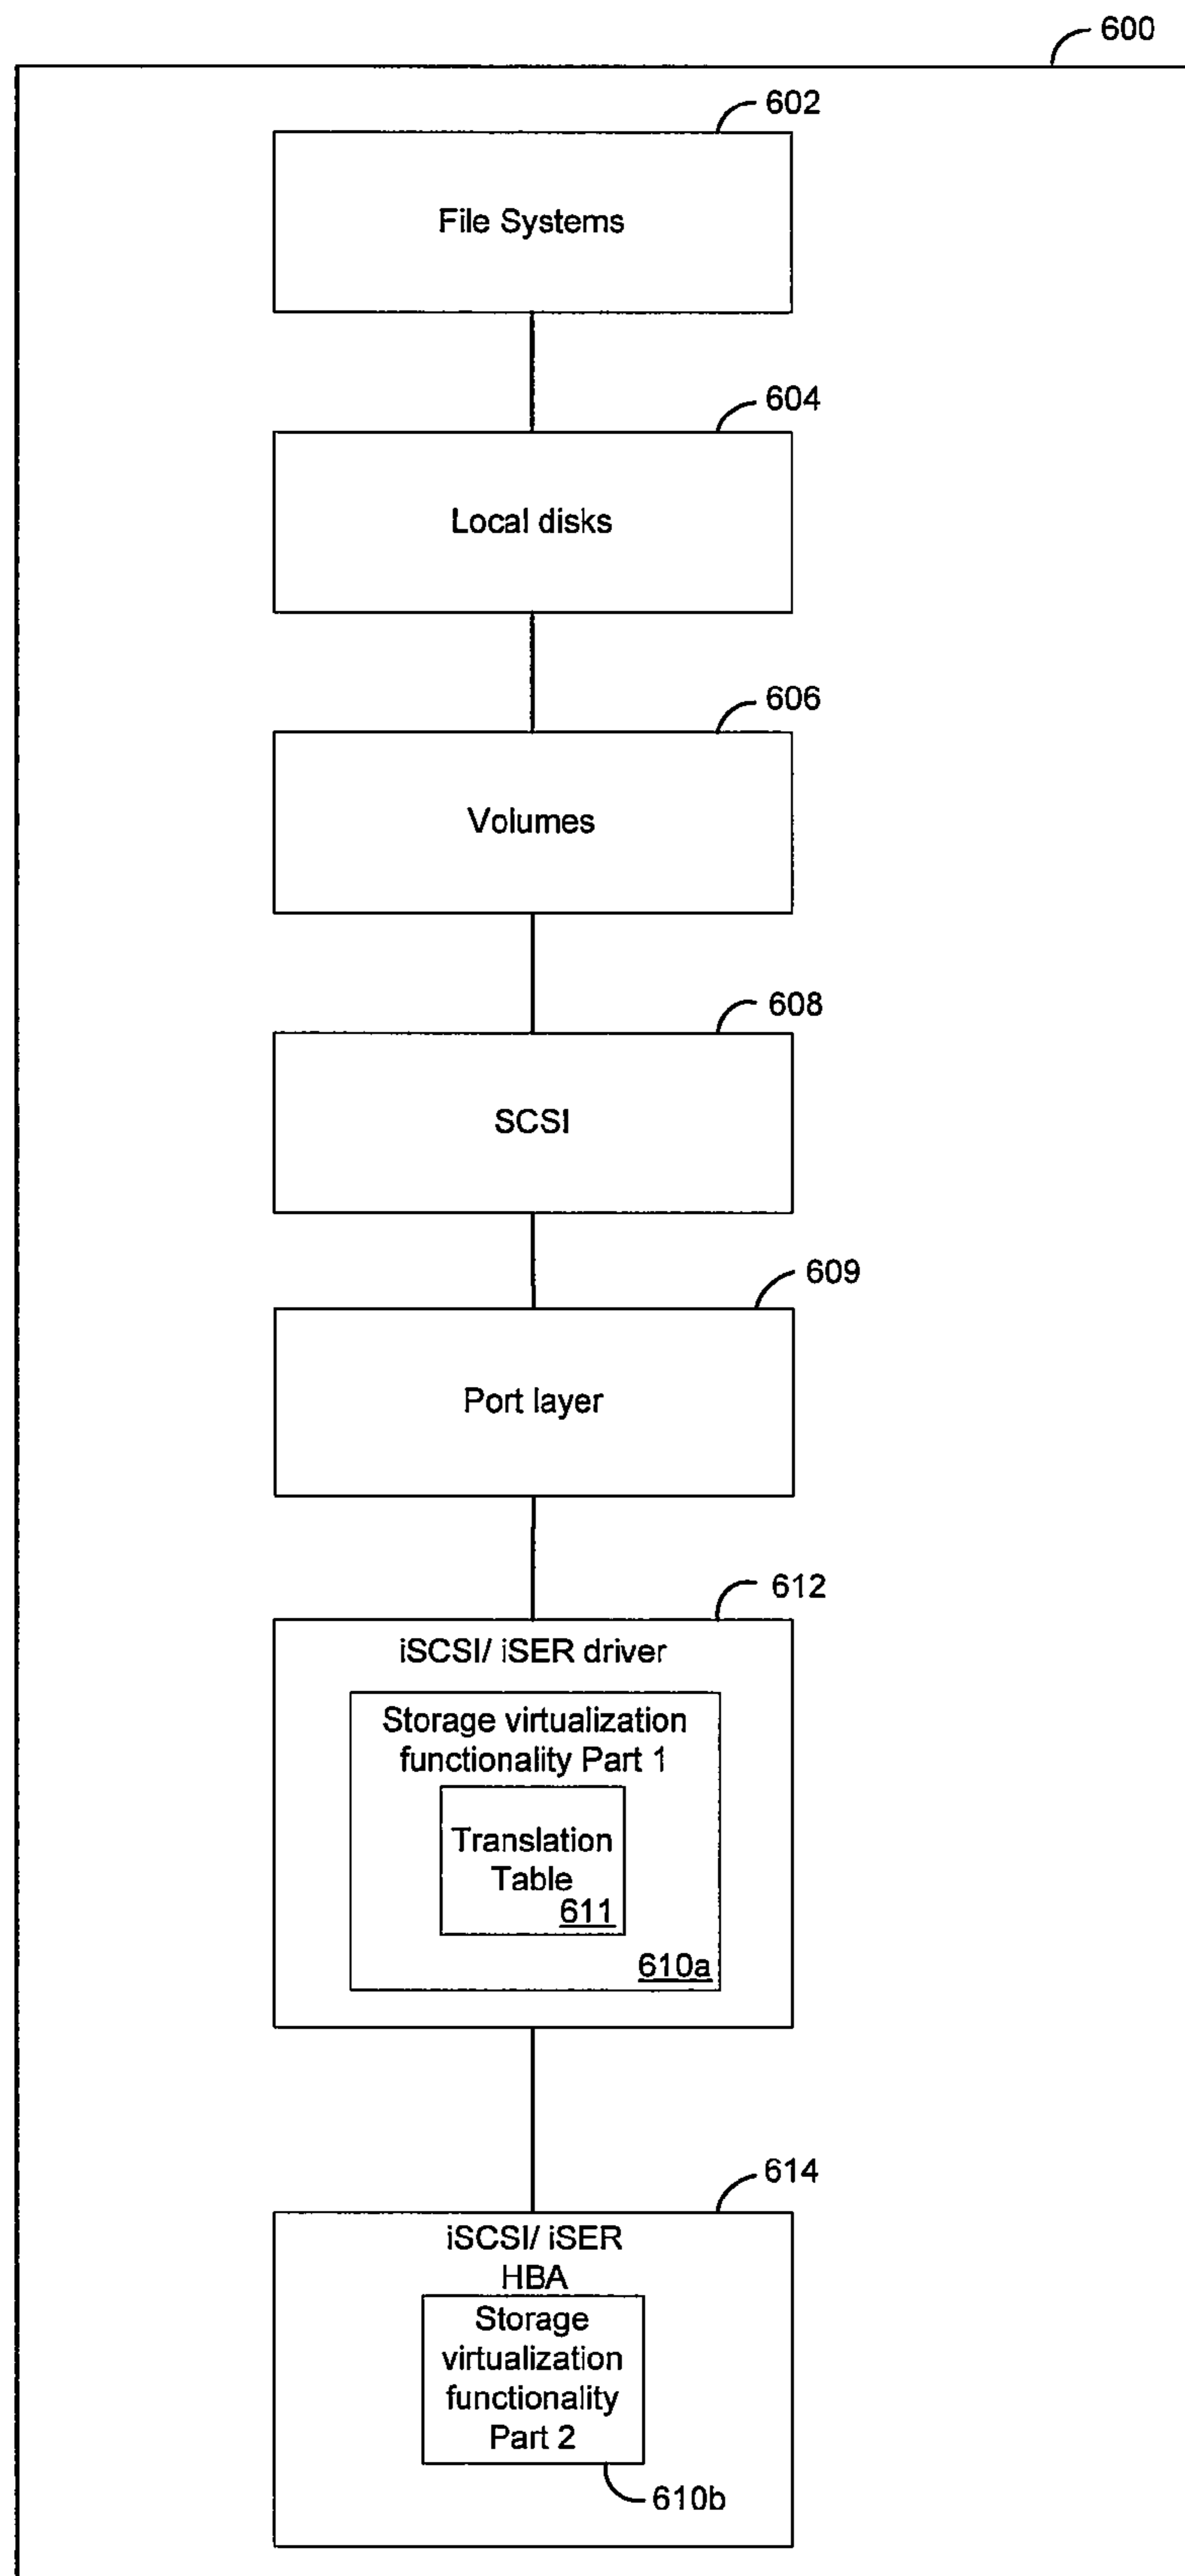 600
602
File Systems
604
Local disks
606
Volumes
608
SCSI
609
Port layer
612
iSCSI/ iSER driver
Storage virtualization
functionality Part 1
Translation
Table
611
610a
614
iSCSI/ iSER
HBA
Storage
virtualization
functionality
Part 2
610b